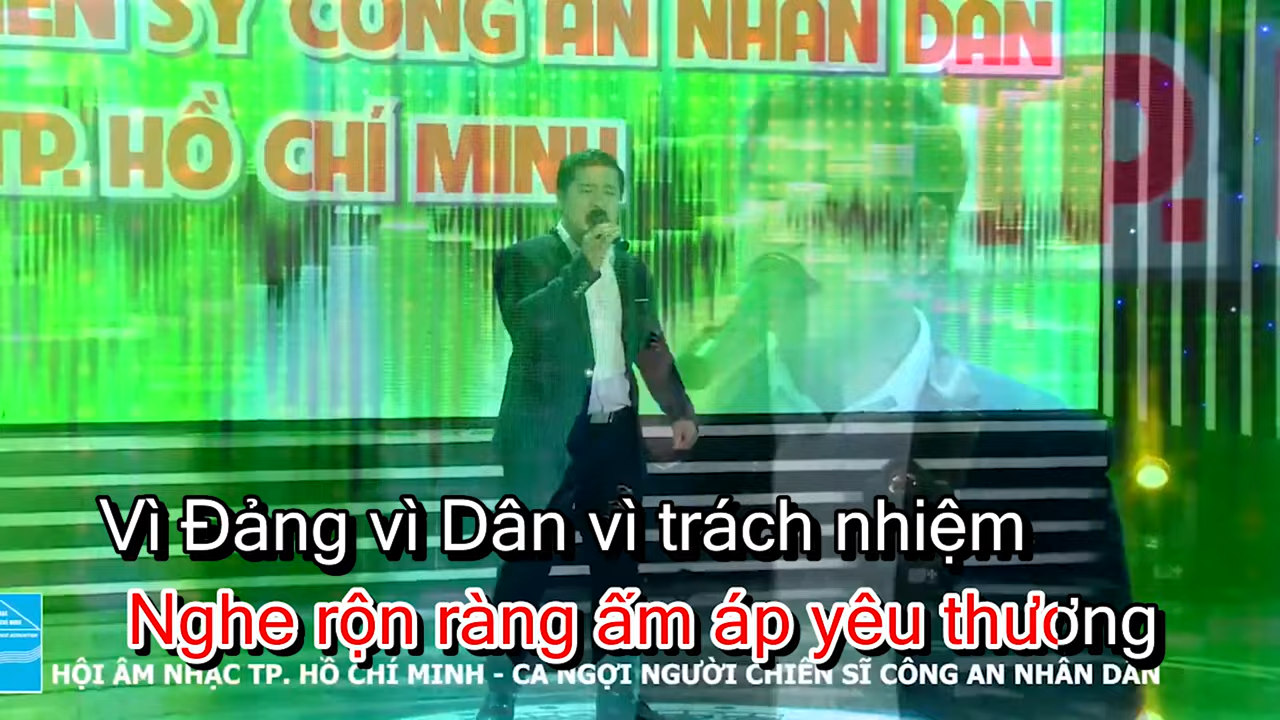 SỸ CÔNG AN NHÂN DÂN
TP. HỒ CHÍ MINH
Vì Đảng vì Dân vì trách nhiệm
Nghe rộn ràng ấm áp yêu thương
HỘI ÂM NHẠC TP. HỒ CHÍ MINH - CA NGỢI NGƯỜI CHIẾN SĨ CÔNG AN NHÂN DÂN